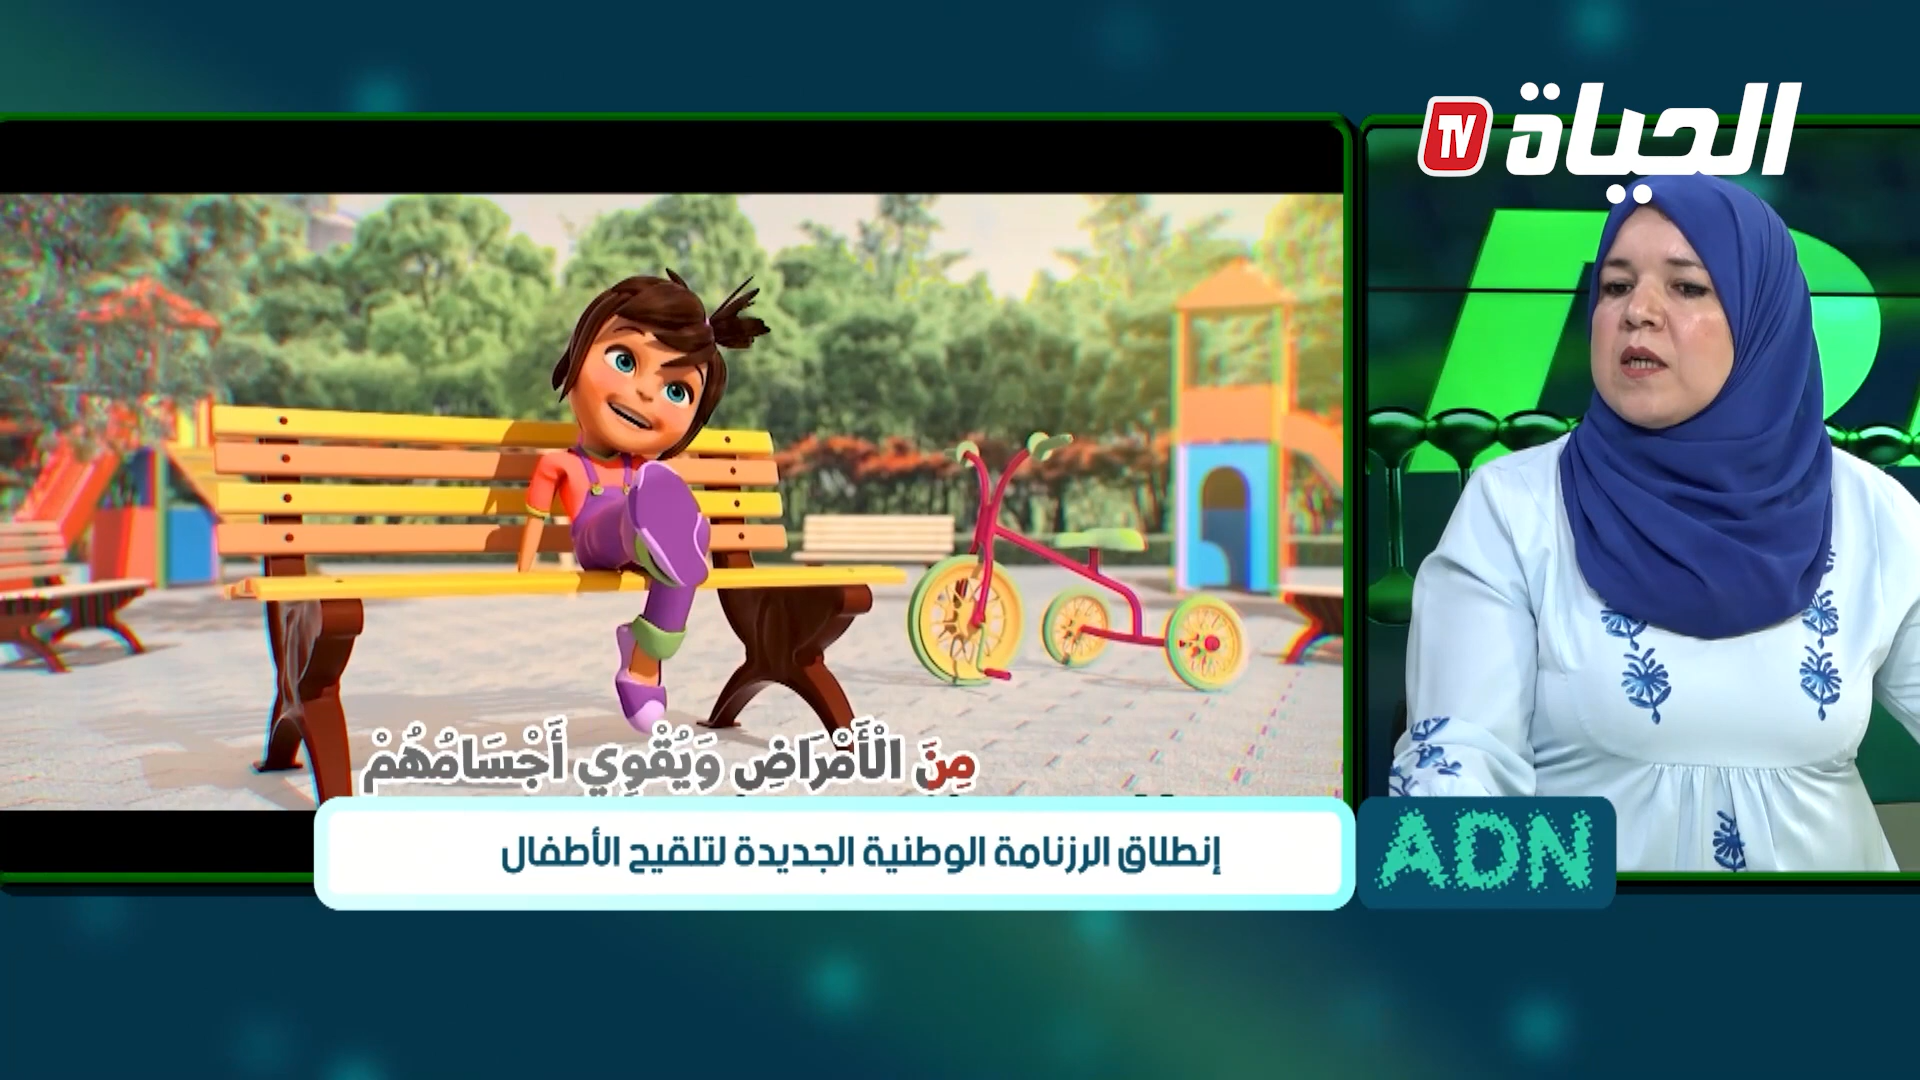 الحياة TV
مِنَ الْأَمْرَاضِ وَيُقْوِي أَجْسَامُهُمْ
إنطلاق الرزنامة الوطنية الجديدة لتلقيح الأطفال
ADN